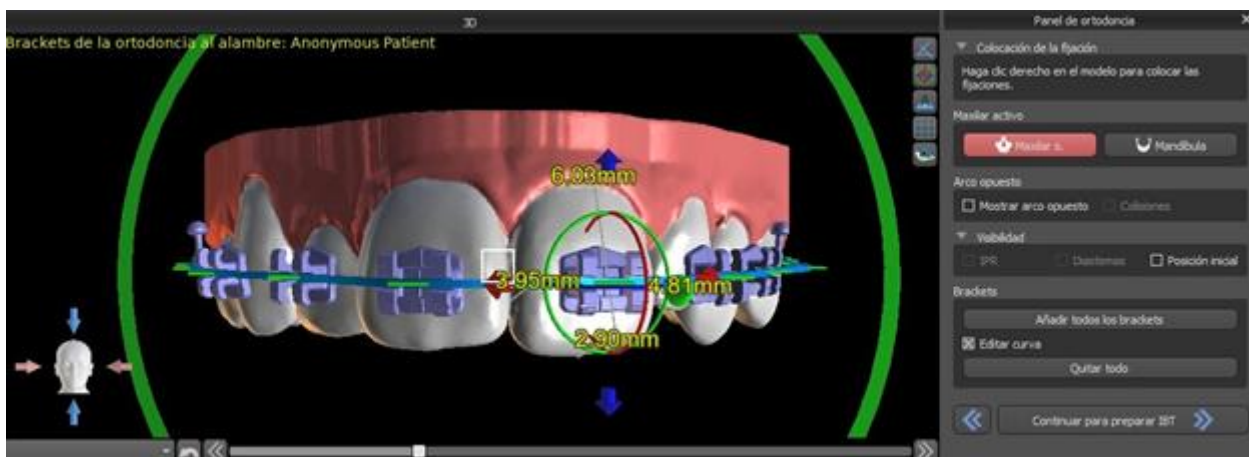 3D
Panel de ortodoncia
Brackets de la ortodoncia al alambre: Anonymous Patient
Colocación de la fijación
Haga clic derecho en el modelo para colocar las
fijaciones.
Maxilar activo
Maxilar s.
Mandíbula
Arco opuesto
Mostrar arco opuesto
Colisiones
Visibilidad
IPR
Diastemas
Posición inicial
Brackets
Añadir todos los brackets
Editar curva
Quitar todo
Continuar para preparar IBT
6.03mm
3.95mm
4.81mm
2.90mm